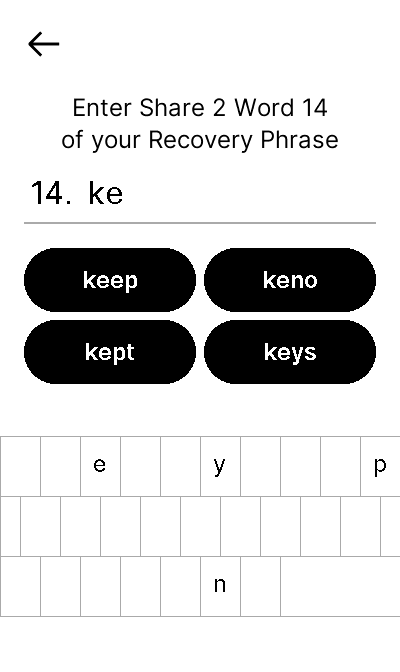 Enter Share 2 Word 14
of your Recovery Phrase
14. ke
keep keno
kept keys
e y p
n